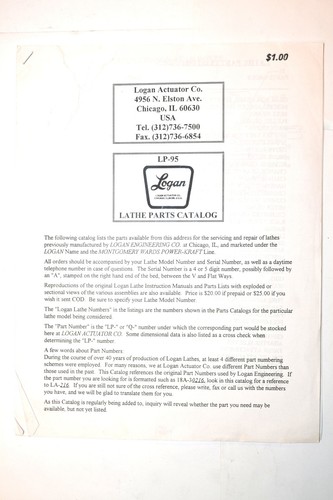 $1.00
Logan Actuator Co.
4956 N. Elston Ave.
Chicago, IL 60630
USA
Tel. (312)736-7500
Fax (312)736-6854
LP-95
Logan
LATHE PARTS CATALOG
The following catalog lists the parts available from this address for the servicing and repair of lathes
previously manufactured by LOGAN ENGINEERING CO. at Chicago, IL, and marketed under the
LOGAN Name and the MONTGOMERY WARDS POWER-KRAFT Line.
All orders should be accompanied by your Lathe Model Number and Serial Number, as well as a daytime
telephone number in case of questions. The Serial Number is a 4 or 5 digit number, possibly followed by
an "A", stamped on the right hand end of the bed, between the V and Flat Ways.
Reproductions of the original Logan Lathe Instruction Manuals and Parts Lists with exploded or
sectional views of the various assemblies are also available. Price is $20.00 if prepaid or $25.00 if you
wish it sent COD. Be sure to specify your Lathe Model Number.
The "Logan Lathe Numbers" in the listings are the numbers shown in the Parts Catalogs for the particular
lathe model being considered.
The "Part Number" is the "LP-" or "Q-" number under which the corresponding part would be stocked
here at LOGAN ACTUATOR CO. Some dimensional data is also listed as a cross check when
determining the "LP-" number.
A few words about Part Numbers:
During the course of over 40 years of production of Logan Lathes, at least 4 different part numbering
schemes were employed. For many reasons, we at Logan Actuator Co. use different Part Numbers than
those used in the past. This Catalog references the original Part Numbers used by Logan Engineering. If
the part number you are looking for is formatted such as 18A-30216, look in this catalog for a reference
to LA-216. If you are still not sure of the cross reference, please write, fax or call us with the numbers
you have, and we will be glad to translate them for you.
As this Catalog is regularly being added to, inquiry will reveal whether the part you need may be
available, but not yet listed.